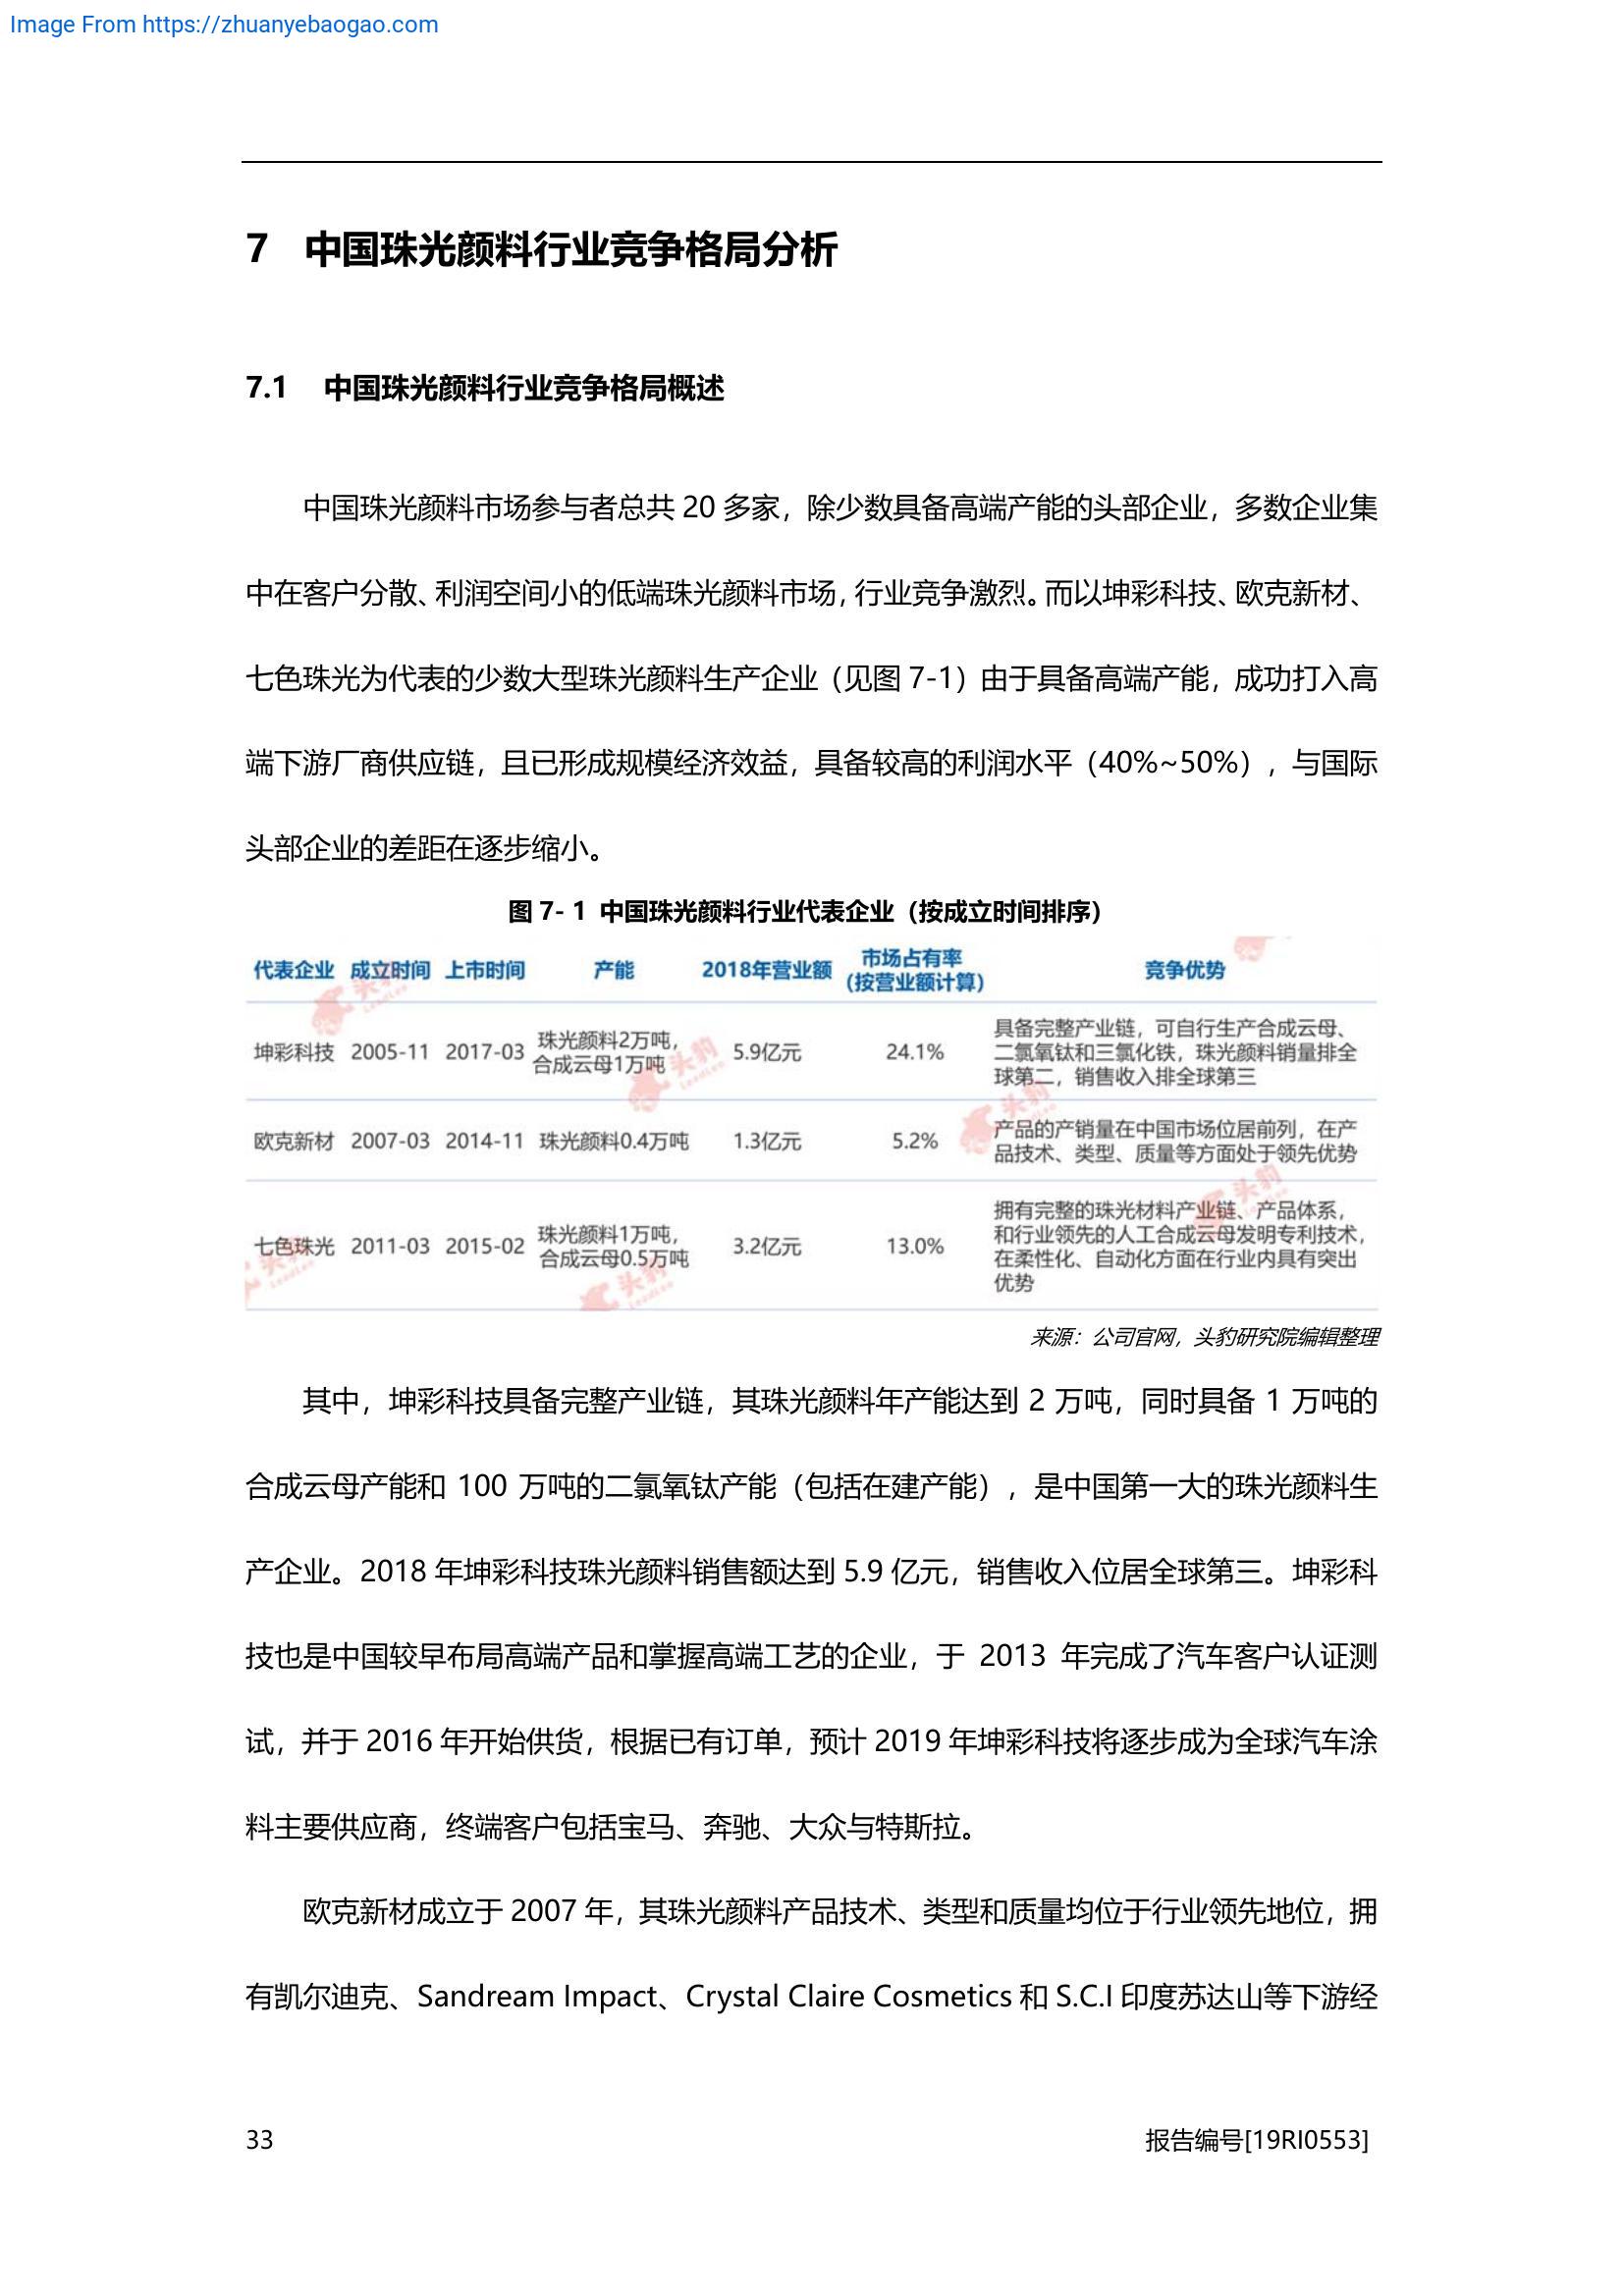 Image From https://zhuanyebaogao.com
7 中国珠光颜料行业竞争格局分析
7.1 中国珠光颜料行业竞争格局概述
中国珠光颜料市场参与者总共 20 多家，除少数具备高端产能的头部企业，多数企业集
中在客户分散、利润空间小的低端珠光颜料市场，行业竞争激烈。而以坤彩科技、欧克新材、
七色珠光为代表的少数大型珠光颜料生产企业（见图 7-1）由于具备高端产能，成功打入高
端下游厂商供应链，且已形成规模经济效益，具备较高的利润水平（40%~50%），与国际
头部企业的差距在逐步缩小。
图 7- 1 中国珠光颜料行业代表企业（按成立时间排序）
代表企业 成立时间 上市时间 产能 2018年营业额 市场占有率（按营业额计算） 竞争优势
坤彩科技 2005-11 2017-03 珠光颜料2万吨，合成云母1万吨 5.9亿元 24.1% 具备完整产业链，可自行生产合成云母、
二氯氧钛和三氯化铁，珠光颜料销量排全
球第二，销售收入排全球第三
欧克新材 2007-03 2014-11 珠光颜料0.4万吨 1.3亿元 5.2% 产品的产销量在中国市场位居前列，在产
品技术、类型、质量等方面处于领先优势
七色珠光 2011-03 2015-02 珠光颜料1万吨，合成云母0.5万吨 3.2亿元 13.0% 拥有完整的珠光材料产业链、产品体系，
和行业领先的人工合成云母发明专利技术，
在柔性化、自动化方面在行业内具有突出
优势
来源：公司官网，头豹研究院编辑整理
其中，坤彩科技具备完整产业链，其珠光颜料年产能达到 2 万吨，同时具备 1 万吨的
合成云母产能和 100 万吨的二氯氧钛产能（包括在建产能），是中国第一大的珠光颜料生
产企业。2018 年坤彩科技珠光颜料销售额达到 5.9 亿元，销售收入位居全球第三。坤彩科
技也是中国较早布局高端产品和掌握高端工艺的企业，于 2013 年完成了汽车客户认证测
试，并于 2016 年开始供货，根据已有订单，预计 2019 年坤彩科技将逐步成为全球汽车涂
料主要供应商，终端客户包括宝马、奔驰、大众与特斯拉。
欧克新材成立于 2007 年，其珠光颜料产品技术、类型和质量均位于行业领先地位，拥
有凯尔迪克、Sandream Impact、Crystal Claire Cosmetics 和 S.C.I 印度苏达山等下游经
33 报告编号[19RI0553]